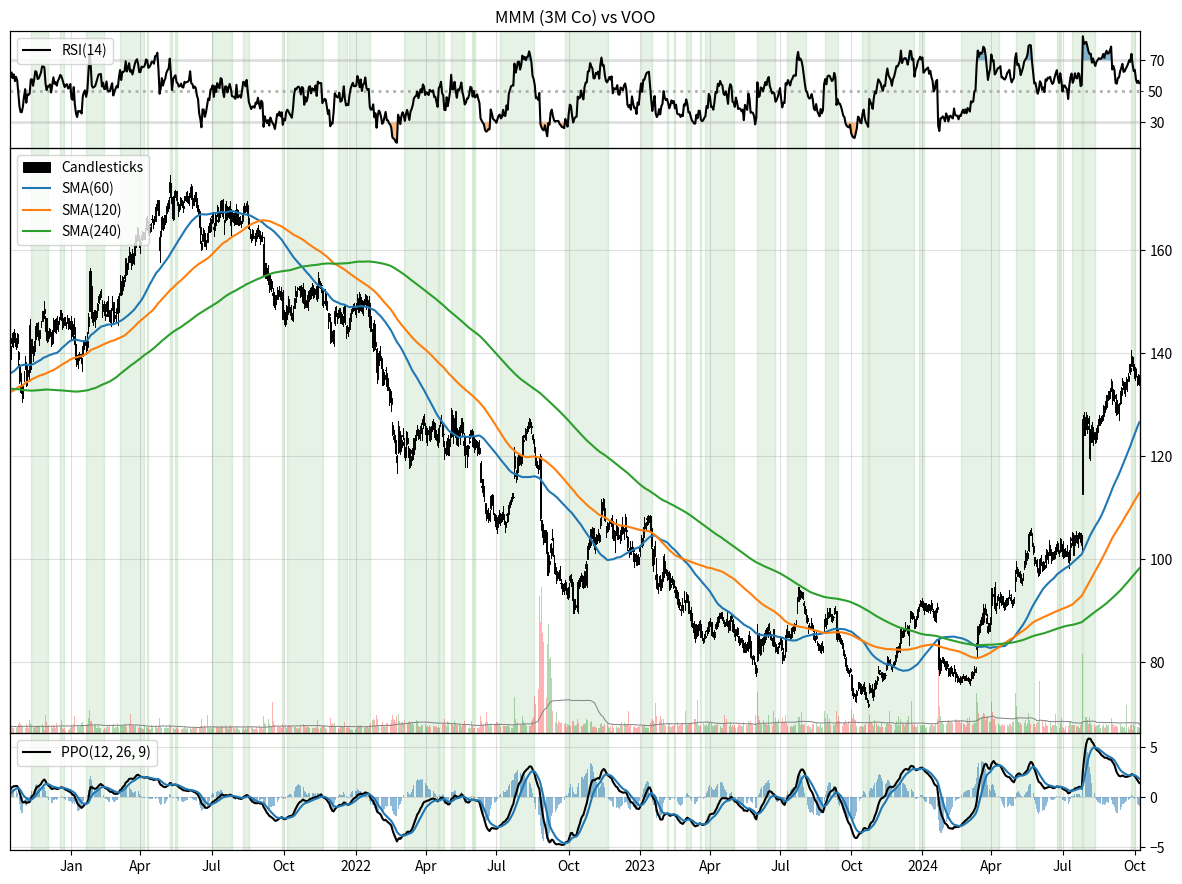 MMM (3M Co) vs VOO
RSI(14)
70
50
30
Candlesticks
SMA(60)
SMA(120)
SMA(240)
160
140
120
100
80
PPO(12, 26, 9)
5
0
−5
Jan Apr Jul Oct 2022 Apr Jul Oct 2023 Apr Jul Oct 2024 Apr Jul Oct